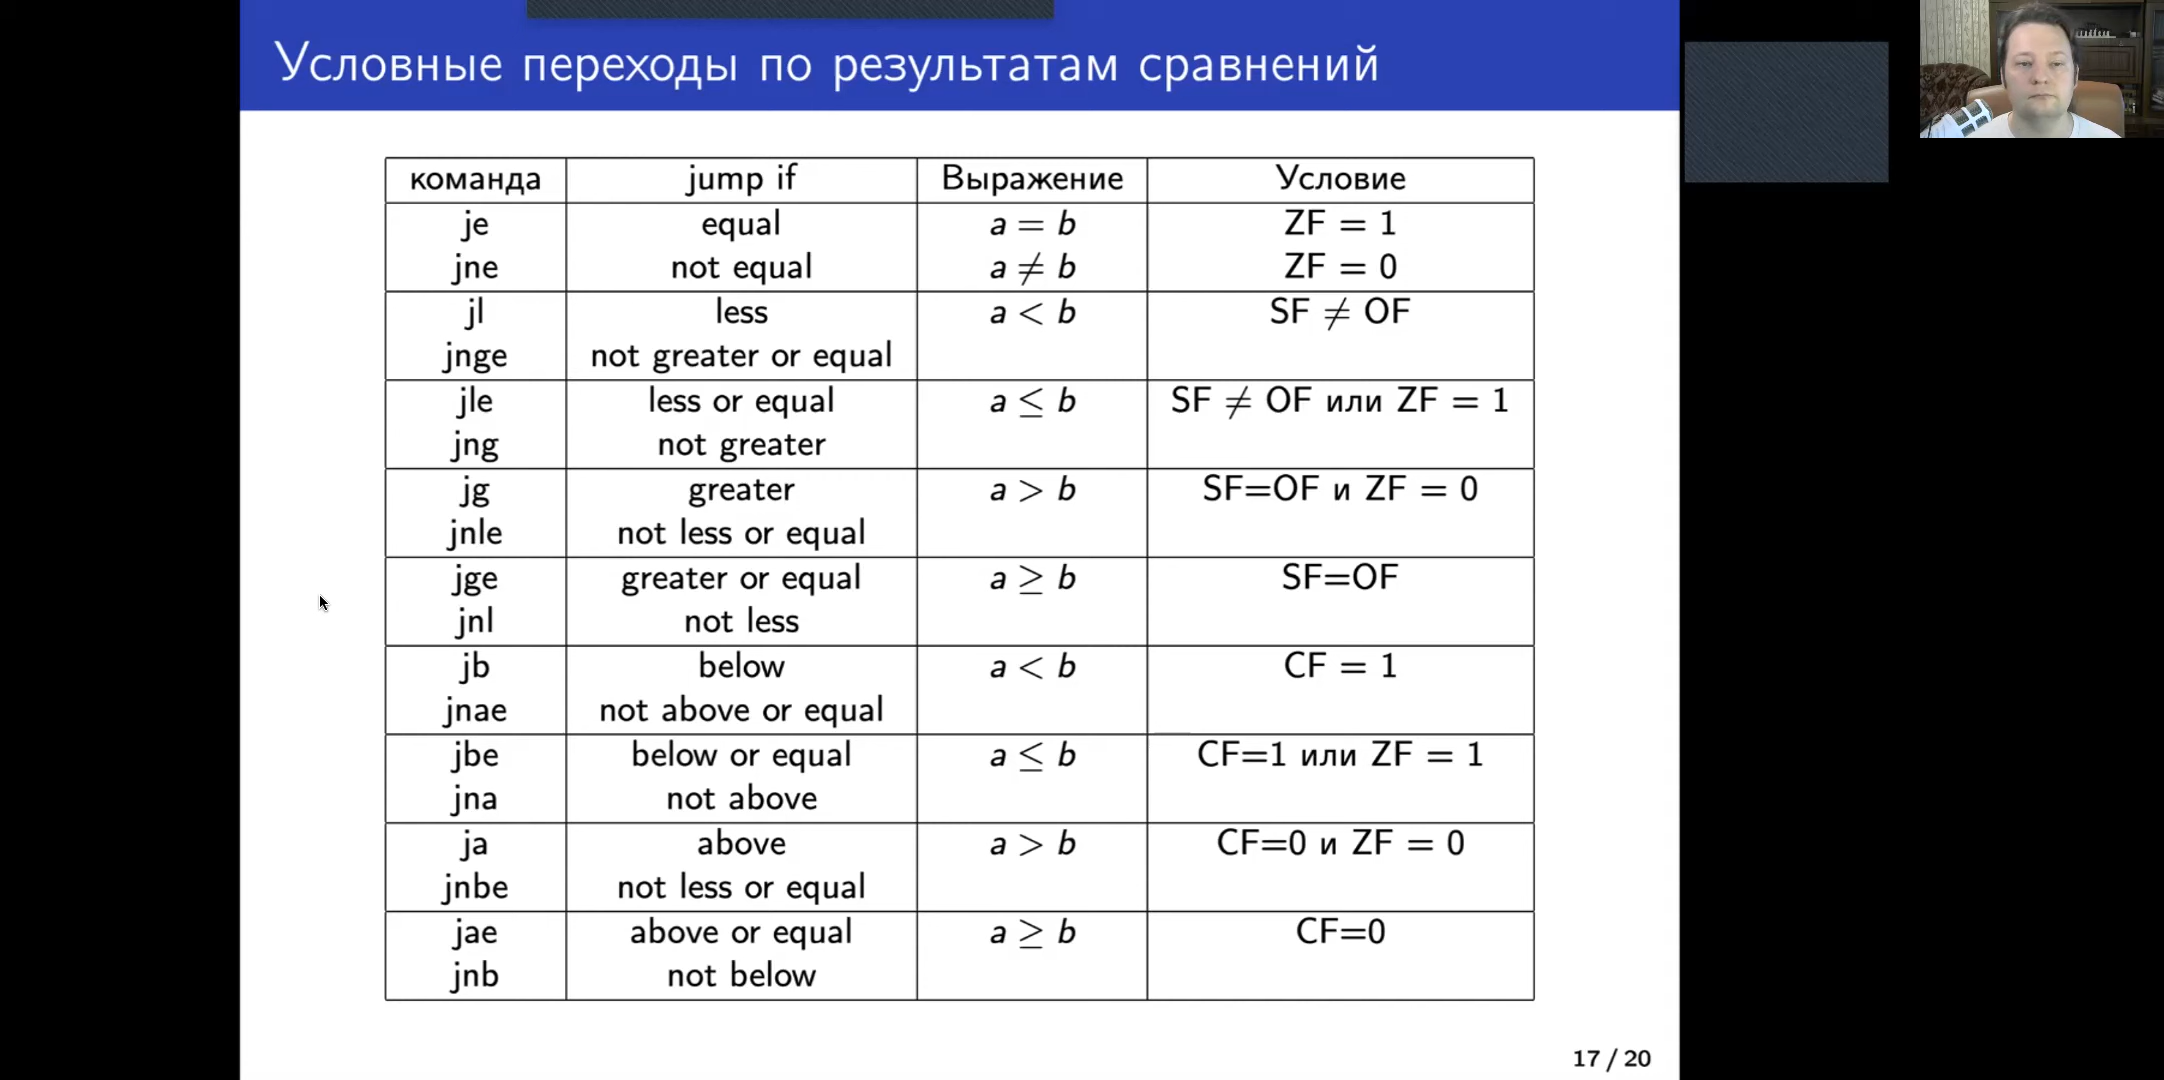 Условные переходы по результатам сравнений
команда jump if Выражение Условие
je equal a = b ZF = 1
jne not equal a ≠ b ZF = 0
jl less a < b SF ≠ OF
jnge not greater or equal
jle less or equal a ≤ b SF ≠ OF или ZF = 1
jng not greater
jg greater a > b SF=OF и ZF = 0
jnle not less or equal
jge greater or equal a ≥ b SF=OF
jnl not less
jb below a < b CF = 1
jnae not above or equal
jbe below or equal a ≤ b CF=1 или ZF = 1
jna not above
ja above a > b CF=0 и ZF = 0
jnbe not less or equal
jae above or equal a ≥ b CF=0
jnb not below
17 / 20